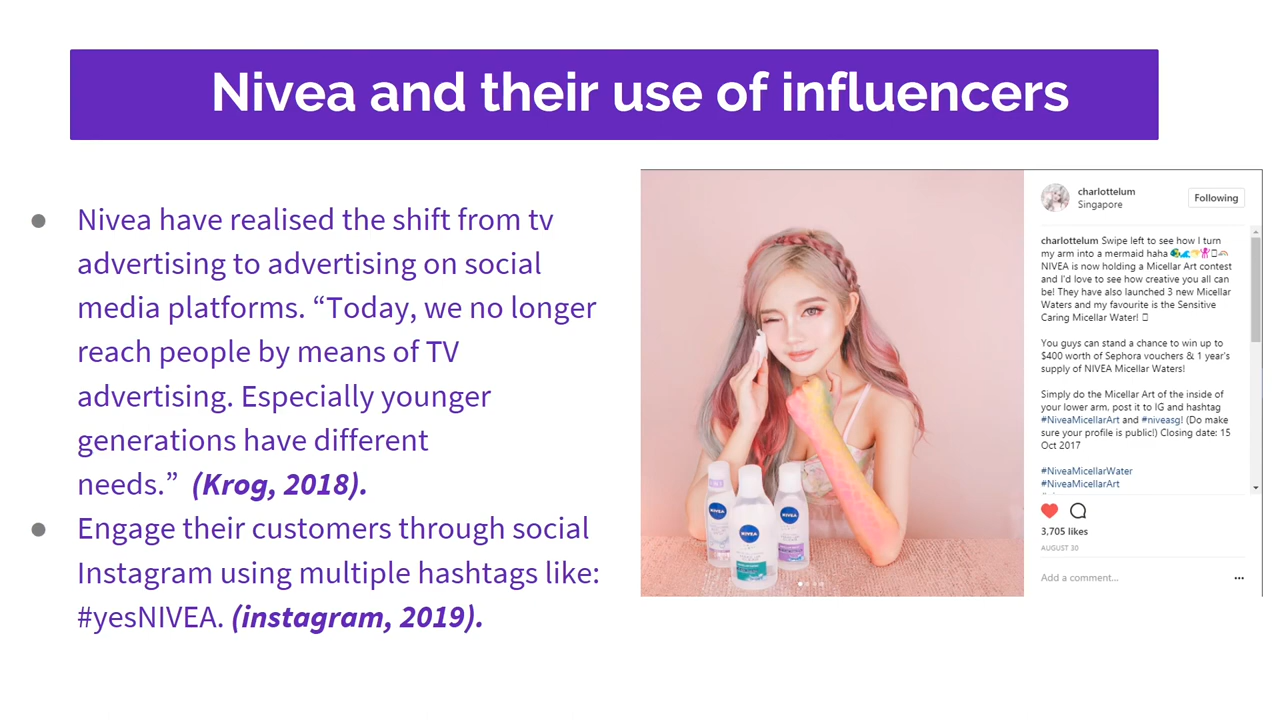 Nivea and their use of influencers
Nivea have realised the shift from tv
advertising to advertising on social
media platforms. “Today, we no longer
reach people by means of TV
advertising. Especially younger
generations have different
needs.” (Krog, 2018).
Engage their customers through social
Instagram using multiple hashtags like:
#yesNIVEA. (instagram, 2019).
NIVEA
NIVEA
NIVEA
charlottelum
Singapore
Following
charlottelum Swipe left to see how I turn
my arm into a mermaid haha
NIVEA is now holding a Micellar Art contest
and I'd love to see how creative you all can
be! They have also launched 3 new Micellar
Waters and my favourite is the Sensitive
Caring Micellar Water!
You guys can stand a chance to win up to
$400 worth of Sephora vouchers & 1 year's
supply of NIVEA Micellar Waters!
Simply do the Micellar Art of the inside of
your lower arm, post it to IG and hashtag
#NiveaMicellarArt and #niveasg! (Do make
sure your profile is public!) Closing date: 15
Oct 2017
#NiveaMicellarWater
#NiveaMicellarArt
3,705 likes
AUGUST 30
Add a comment...